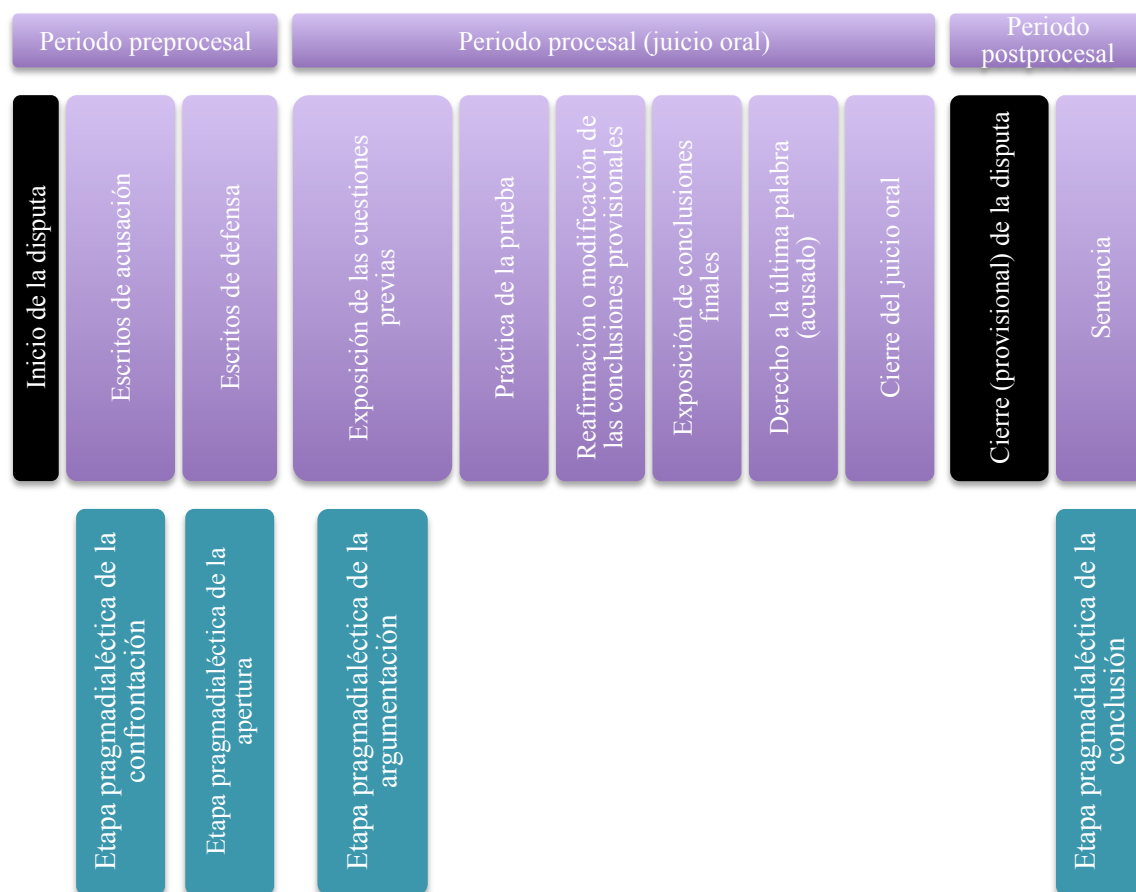 Periodo preprocesal
Periodo procesal (juicio oral)
Periodo
postprocesal
Inicio de la disputa
Escritos de acusación
Escritos de defensa
Exposición de las cuestiones
previas
Práctica de la prueba
Reafirmación o modificación de
las conclusiones provisionales
Exposición de conclusiones
finales
Derecho a la última palabra
(acusado)
Cierre del juicio oral
Cierre (provisional) de la disputa
Sentencia
Etapa pragmadialéctica de la
confrontación
Etapa pragmadialéctica de la
apertura
Etapa pragmadialéctica de la
argumentación
Etapa pragmadialéctica de la
conclusión